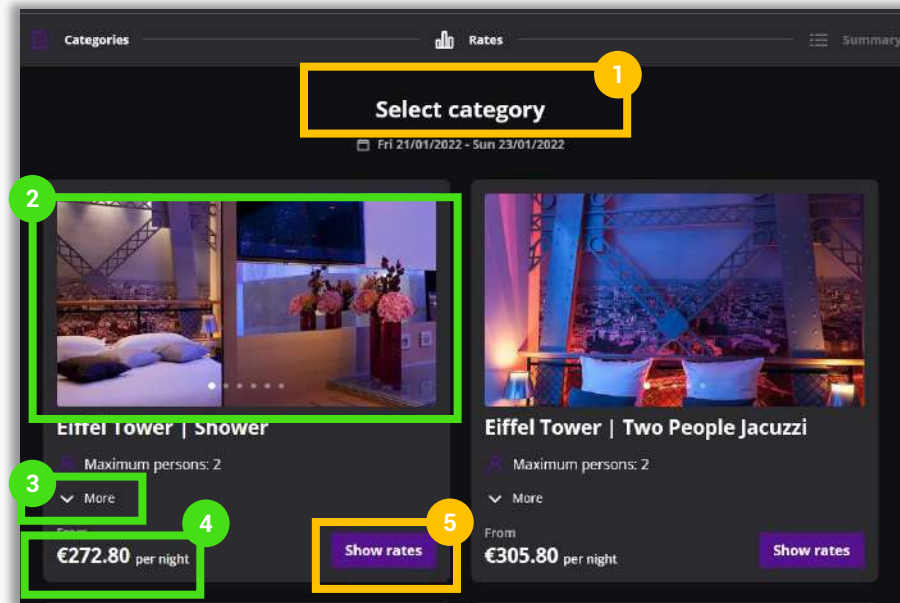 Categories
Rates
Summary
1
Select category
Fri 21/01/2022 - Sun 23/01/2022
2
Eiffel Tower | Shower
Maximum persons: 2
3
More
4
From
€272.80 per night
5
Show rates
Eiffel Tower | Two People Jacuzzi
Maximum persons: 2
More
From
€305.80 per night
Show rates